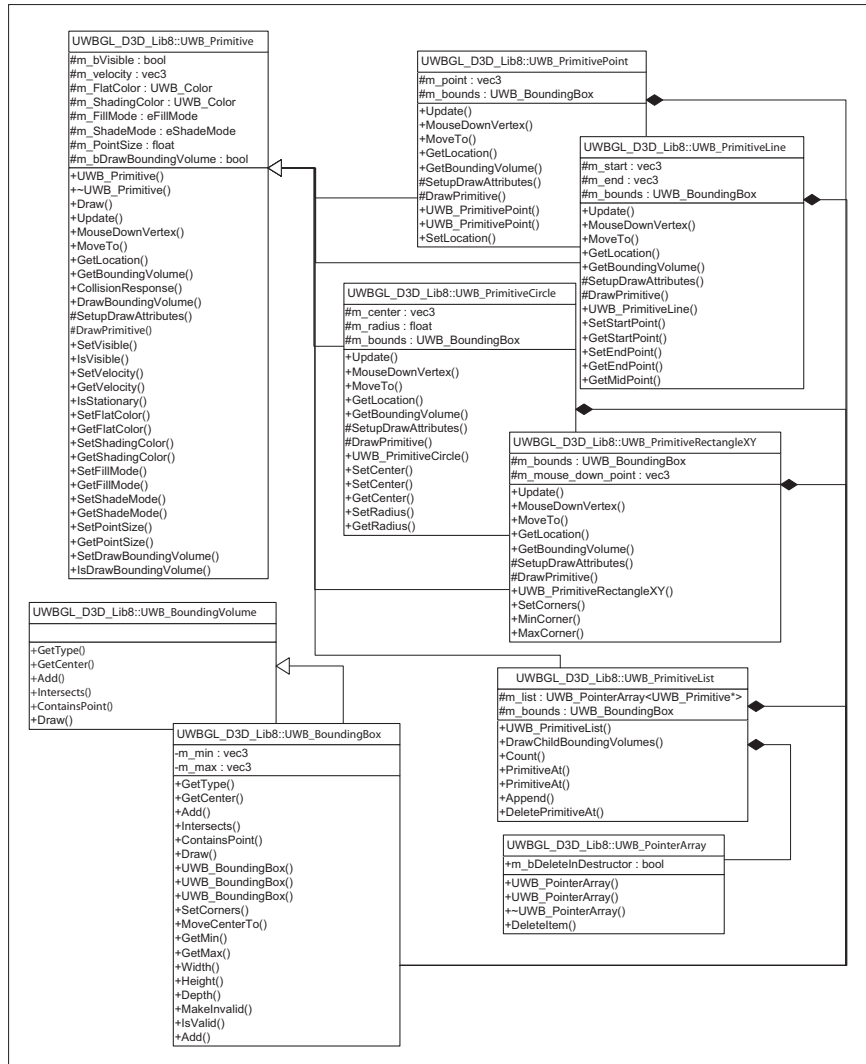 UWBGL_D3D_Lib8::UWB_Primitive
#m_bVisible : bool
#m_velocity : vec3
#m_FlatColor : UWB_Color
#m_ShadingColor : UWB_Color
#m_FillMode : eFillMode
#m_ShadeMode : eShadeMode
#m_PointSize : float
#m_bDrawBoundingVolume : bool
+UWB_Primitive()
+~UWB_Primitive()
+Draw()
+Update()
+MouseDownVertex()
+MoveTo()
+GetLocation()
+GetBoundingVolume()
+CollisionResponse()
+DrawBoundingVolume()
#SetupDrawAttributes()
#DrawPrimitive()
+SetVisible()
+IsVisible()
+SetVelocity()
+GetVelocity()
+IsStationary()
+SetFlatColor()
+GetFlatColor()
+SetShadingColor()
+GetShadingColor()
+SetFillMode()
+GetFillMode()
+SetShadeMode()
+GetShadeMode()
+SetPointSize()
+GetPointSize()
+SetDrawBoundingVolume()
+IsDrawBoundingVolume()
UWBGL_D3D_Lib8::UWB_PrimitivePoint
#m_point : vec3
#m_bounds : UWB_BoundingBox
+Update()
+MouseDownVertex()
+MoveTo()
+GetLocation()
+GetBoundingVolume()
#SetupDrawAttributes()
#DrawPrimitive()
+UWB_PrimitivePoint()
+UWB_PrimitivePoint()
+SetLocation()
UWBGL_D3D_Lib8::UWB_PrimitiveLine
#m_start : vec3
#m_end : vec3
#m_bounds : UWB_BoundingBox
+Update()
+MouseDownVertex()
+MoveTo()
+GetLocation()
+GetBoundingVolume()
#SetupDrawAttributes()
#DrawPrimitive()
+UWB_PrimitiveLine()
+SetStartPoint()
+GetStartPoint()
+SetEndPoint()
+GetEndPoint()
+GetMidPoint()
UWBGL_D3D_Lib8::UWB_PrimitiveCircle
#m_center : vec3
#m_radius : float
#m_bounds : UWB_BoundingBox
+Update()
+MouseDownVertex()
+MoveTo()
+GetLocation()
+GetBoundingVolume()
#SetupDrawAttributes()
#DrawPrimitive()
+UWB_PrimitiveCircle()
+SetCenter()
+SetCenter()
+GetCenter()
+SetRadius()
+GetRadius()
UWBGL_D3D_Lib8::UWB_PrimitiveRectangleXY
#m_bounds : UWB_BoundingBox
#m_mouse_down_point : vec3
+Update()
+MouseDownVertex()
+MoveTo()
+GetLocation()
+GetBoundingVolume()
#SetupDrawAttributes()
#DrawPrimitive()
+UWB_PrimitiveRectangleXY()
+SetCorners()
+MinCorner()
+MaxCorner()
UWBGL_D3D_Lib8::UWB_BoundingVolume
+GetType()
+GetCenter()
+Add()
+Intersects()
+ContainsPoint()
+Draw()
UWBGL_D3D_Lib8::UWB_BoundingBox
-m_min : vec3
-m_max : vec3
+GetType()
+GetCenter()
+Add()
+Intersects()
+ContainsPoint()
+Draw()
+UWB_BoundingBox()
+UWB_BoundingBox()
+UWB_BoundingBox()
+SetCorners()
+MoveCenterTo()
+GetMin()
+GetMax()
+Width()
+Height()
+Depth()
+MakeInvalid()
+IsValid()
+Add()
UWBGL_D3D_Lib8::UWB_PrimitiveList
#m_list : UWB_PointerArray<UWB_Primitive*>
#m_bounds : UWB_BoundingBox
+UWB_PrimitiveList()
+DrawChildBoundingVolumes()
+Count()
+PrimitiveAt()
+PrimitiveAt()
+Append()
+DeletePrimitiveAt()
UWBGL_D3D_Lib8::UWB_PointerArray
+m_bDeleteInDestructor : bool
+UWB_PointerArray()
+UWB_PointerArray()
+~UWB_PointerArray()
+DeleteItem()